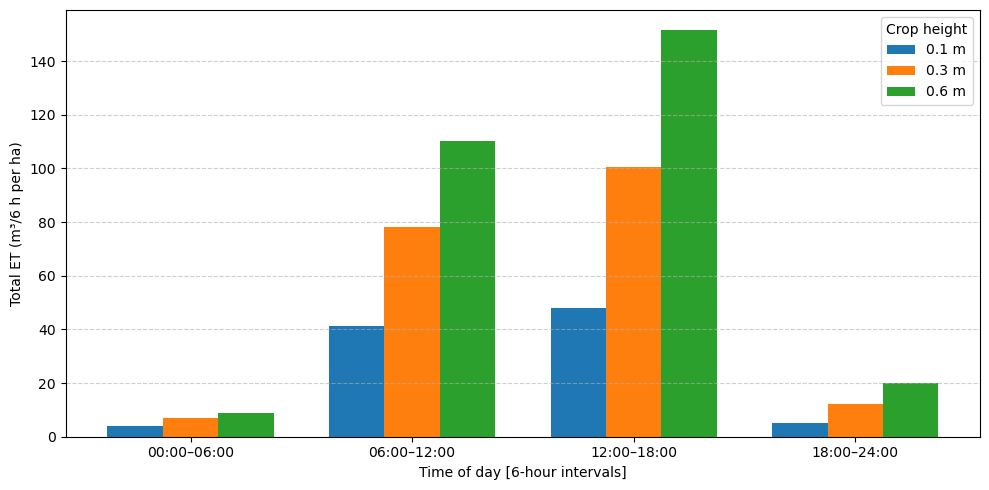 Crop height
0.1 m
0.3 m
0.6 m
Total ET (m³/6 h per ha)
140
120
100
80
60
40
20
0
00:00–06:00
06:00–12:00
12:00–18:00
18:00–24:00
Time of day [6-hour intervals]